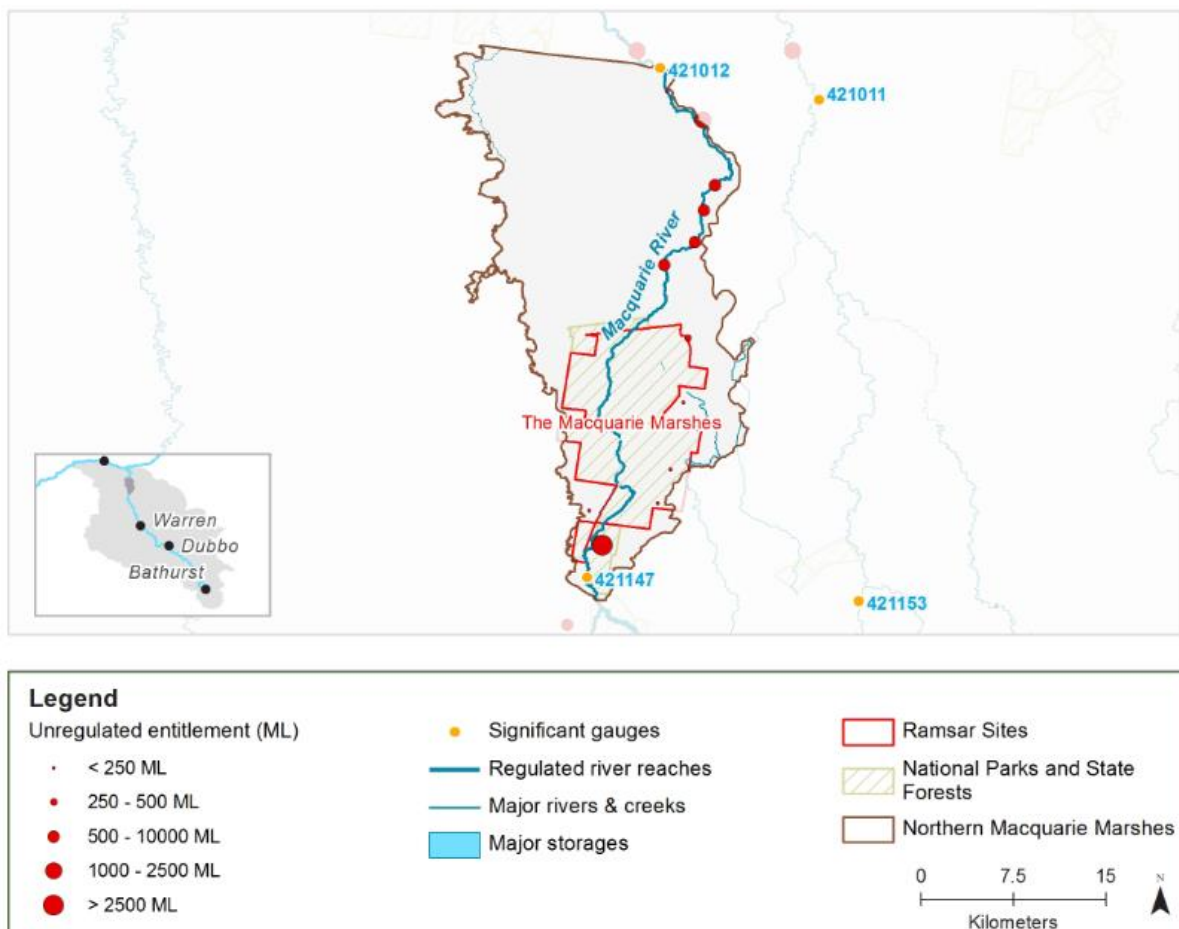 421012
421011
Macquarie River
The Macquarie Marshes
Warren
Dubbo
Bathurst
421147
421153
Legend
Unregulated entitlement (ML)
< 250 ML
250 - 500 ML
500 - 10000 ML
1000 - 2500 ML
> 2500 ML
Significant gauges
Regulated river reaches
Major rivers & creeks
Major storages
Ramsar Sites
National Parks and State
Forests
Northern Macquarie Marshes
0 7.5 15
Kilometers
N